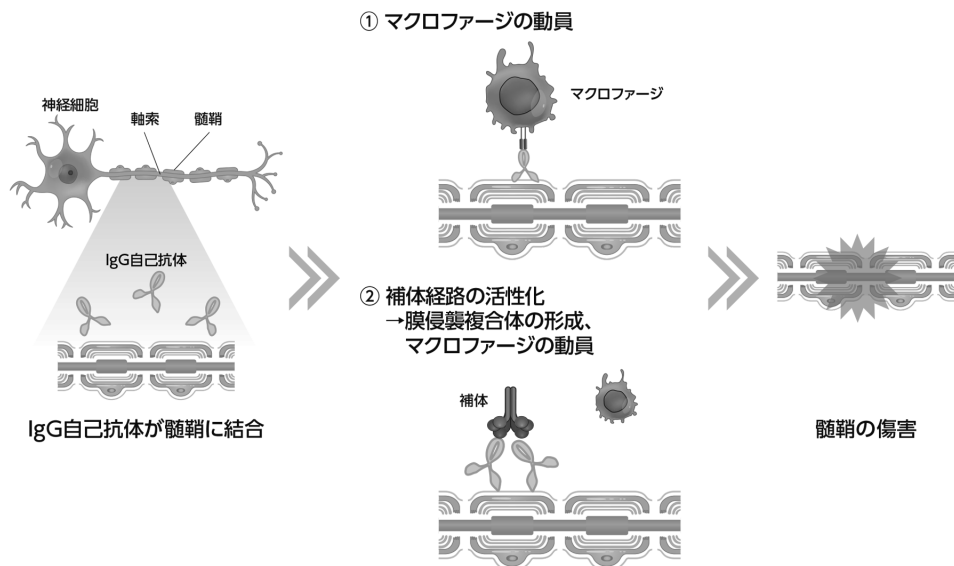 神経細胞
軸索
髄鞘
IgG自己抗体
IgG自己抗体が髄鞘に結合
① マクロファージの動員
マクロファージ
② 補体経路の活性化
→膜侵襲複合体の形成、
マクロファージの動員
補体
髄鞘の傷害